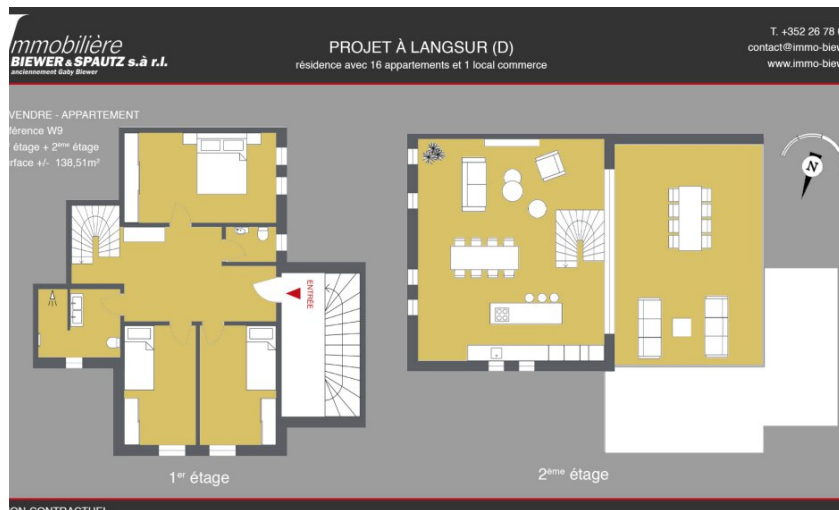 mmobilière
BIEWER & SPAUTZ s.à r.l.
anciennement Gaby Biewer
PROJET À LANGSUR (D)
résidence avec 16 appartements et 1 local commerce
T. +352 26 78
contact@immo-biew
www.immo-biew
VENDRE - APPARTEMENT
férence W9
étage + 2ème étage
rface +/- 138,51m²
N
ENTRÉE
1er étage
2ème étage
ON CONTRACTUEL